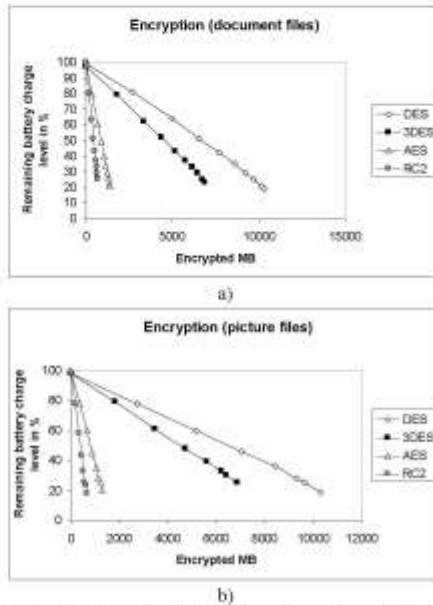 Encryption (document files)
Remaining battery charge
level in %
100
90
80
70
60
50
40
30
20
10
0
0
5000
10000
15000
Encrypted MB
DES
3DES
AES
RC2
a)
Encryption (picture files)
Remaining battery charge
level in %
100
80
60
40
20
0
0
2000
4000
6000
8000
10000
12000
Encrypted MB
DES
3DES
AES
RC2
b)